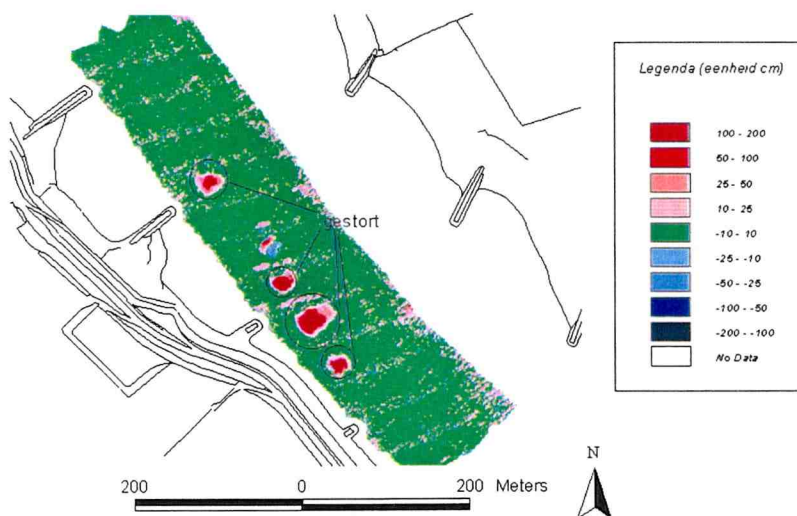 Legenda (eenheid cm)
100 - 200
50 - 100
25 - 50
10 - 25
-10 - 10
-25 - -10
-50 - -25
-100 - -50
-200 - -100
No Data
gestort
N
200 0 200 Meters